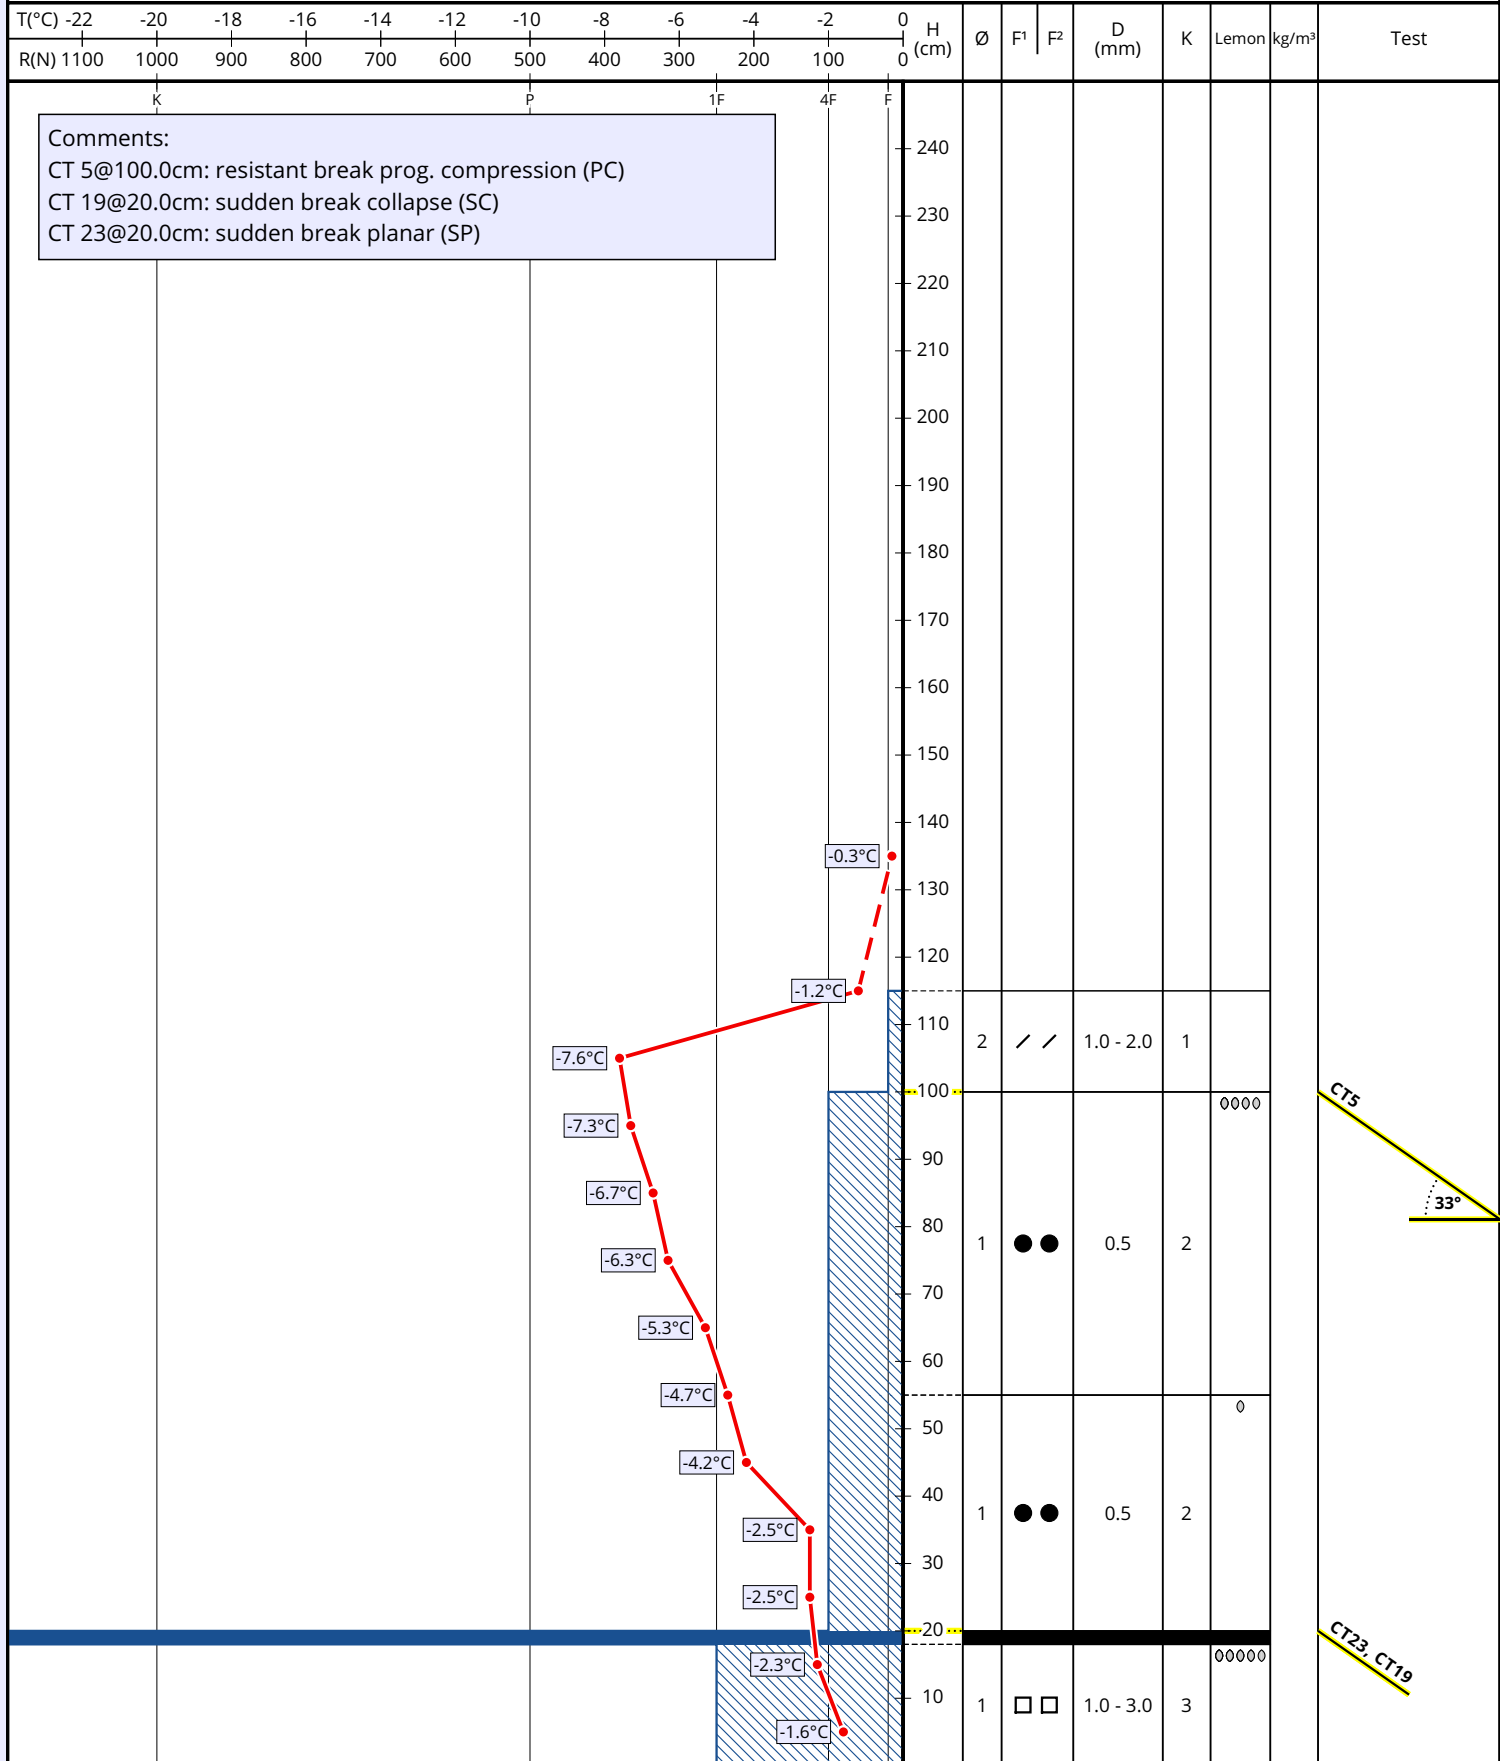 T(°C) -22 -20 -18 -16 -14 -12 -10 -8 -6 -4 -2 0
R(N) 1100 1000 900 800 700 600 500 400 300 200 100 0
H (cm) Ø F¹ F² D (mm) K Lemon kg/m³ Test
K P 1F 4F F
Comments:
CT 5@100.0cm: resistant break prog. compression (PC)
CT 19@20.0cm: sudden break collapse (SC)
CT 23@20.0cm: sudden break planar (SP)
240
230
220
210
200
190
180
170
160
150
140
-0.3°C
130
120
-1.2°C
110
2 1.0 - 2.0 1
-7.6°C
100 CT5
-7.3°C
90
-6.7°C 33°
80
1 0.5 2
-6.3°C
70
-5.3°C
60
-4.7°C
50
-4.2°C
40
1 0.5 2
-2.5°C
30
-2.5°C
20 CT23, CT19
-2.3°C
10 1 1.0 - 3.0 3
-1.6°C